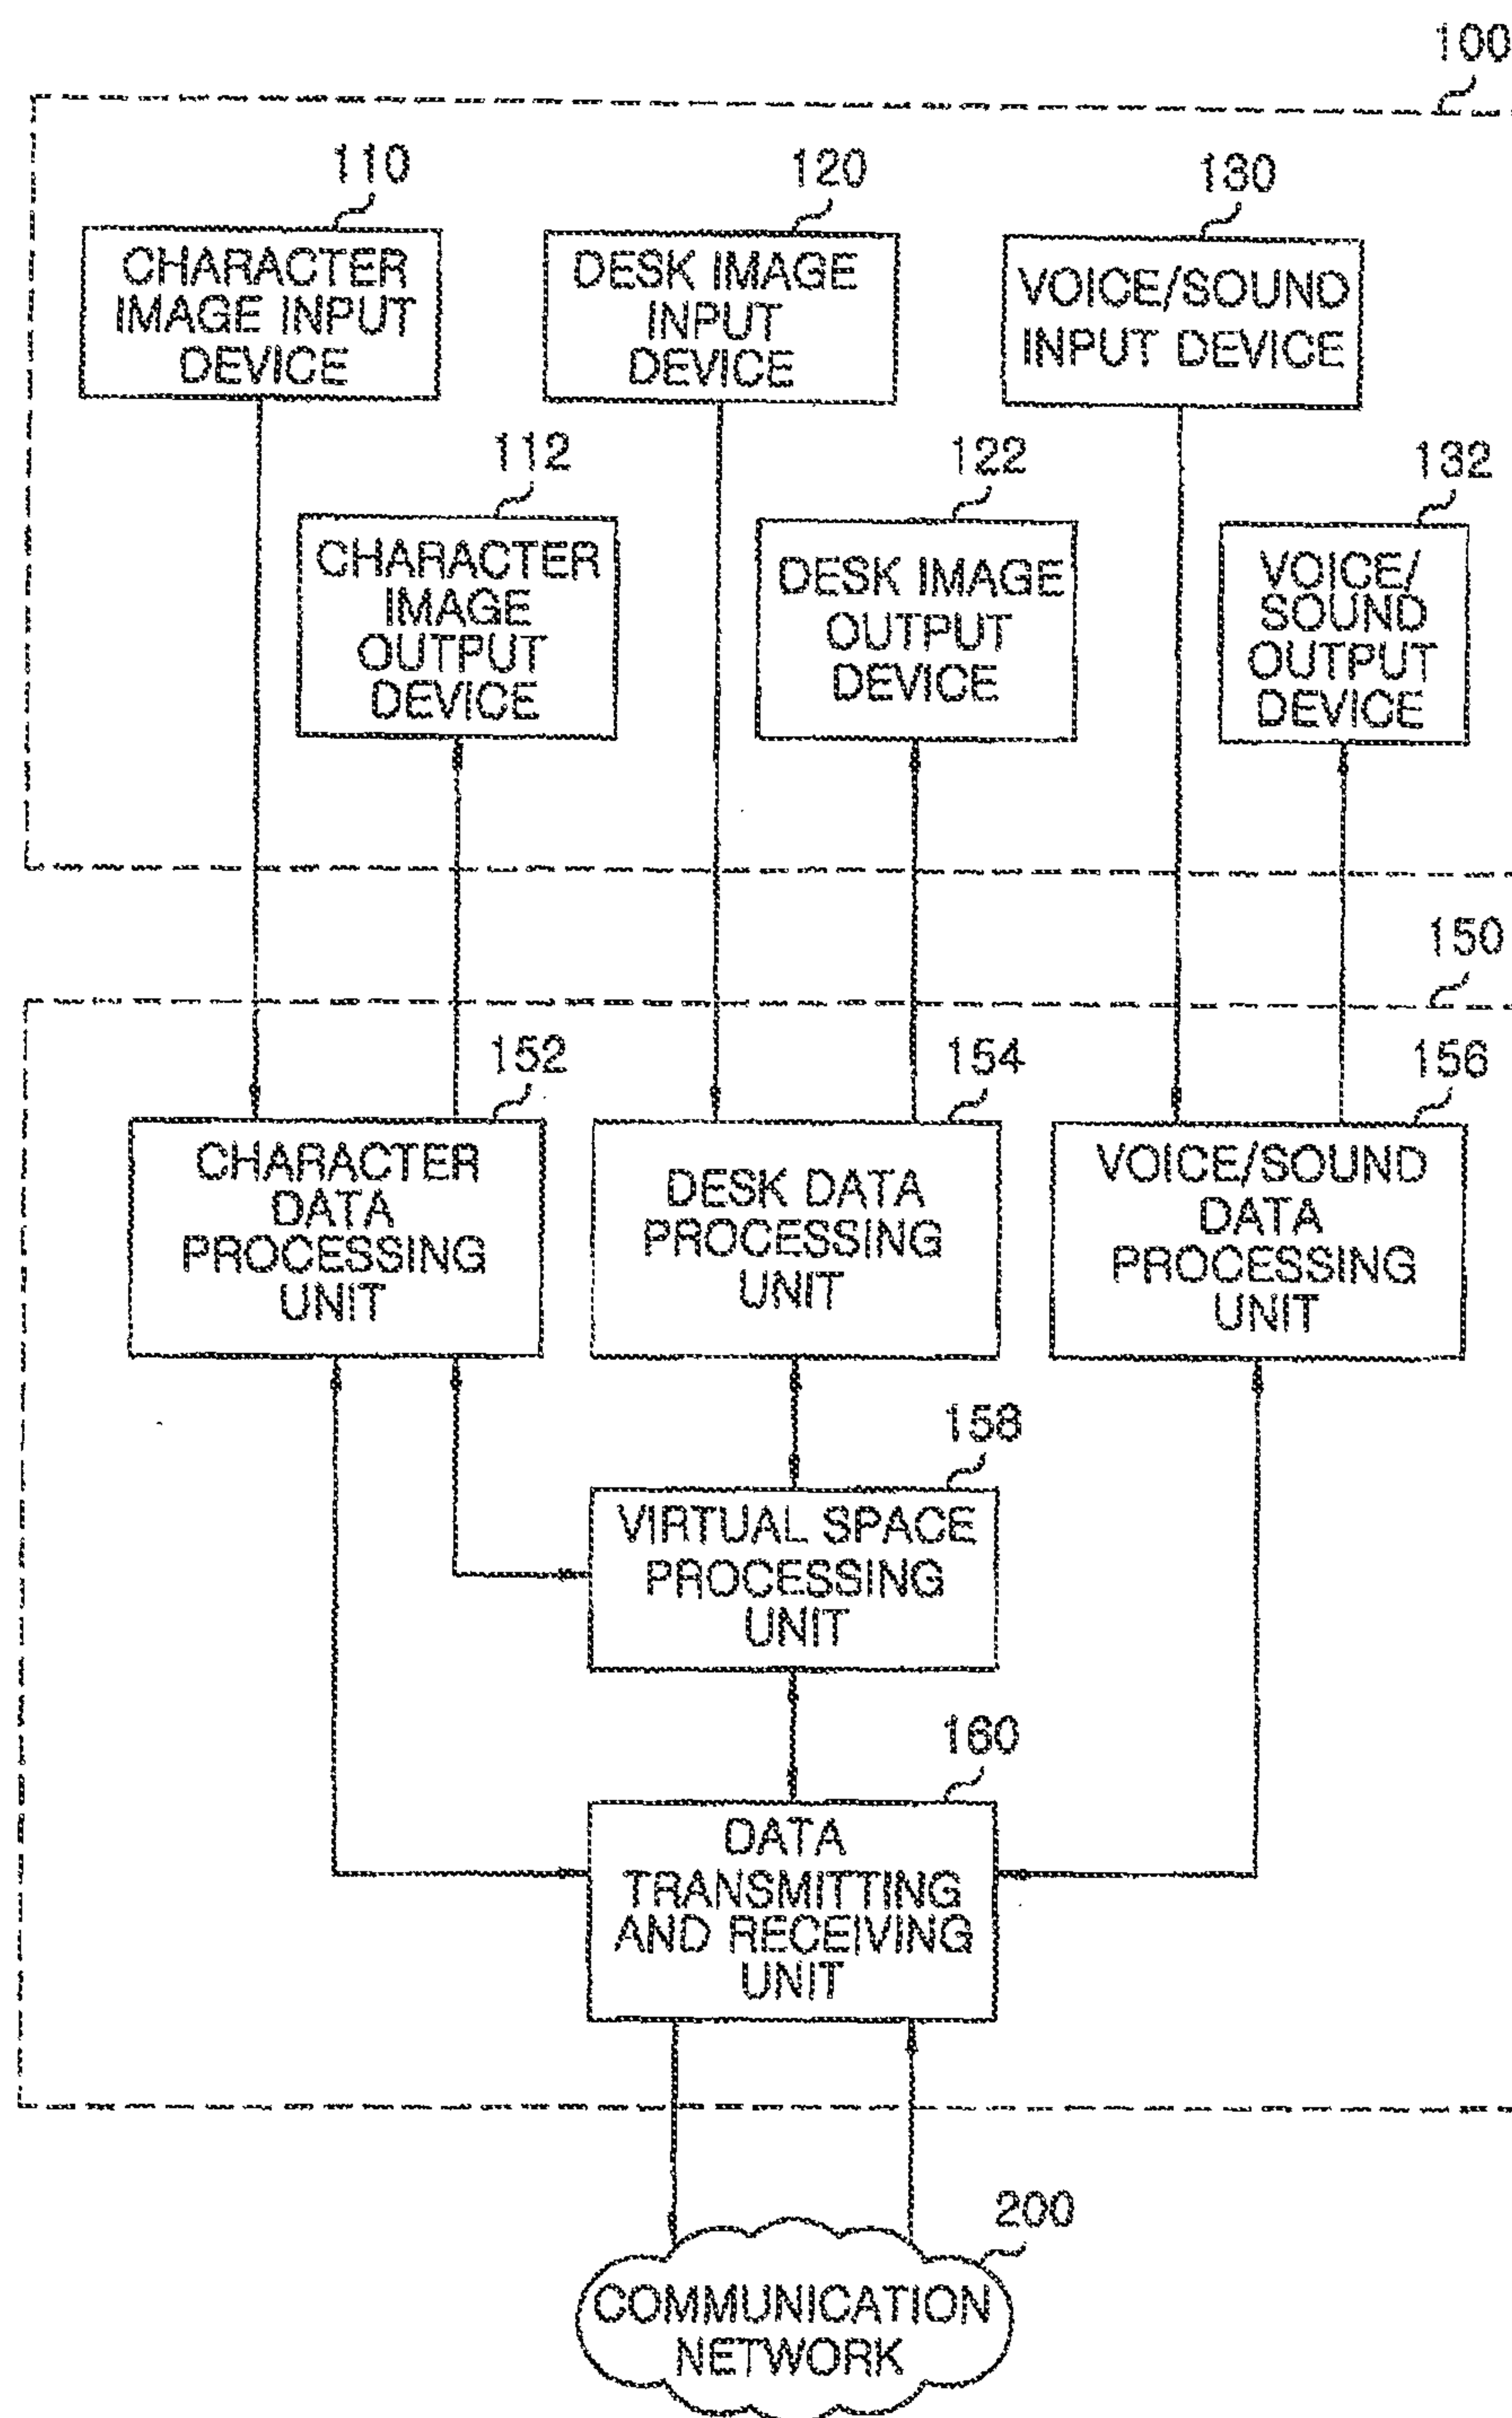 100
110
120
130
CHARACTER
IMAGE INPUT
DEVICE
DESK IMAGE
INPUT
DEVICE
VOICE/SOUND
INPUT DEVICE
112
122
132
CHARACTER
IMAGE
OUTPUT
DEVICE
DESK IMAGE
OUTPUT
DEVICE
VOICE/
SOUND
OUTPUT
DEVICE
150
152
154
156
CHARACTER
DATA
PROCESSING
UNIT
DESK DATA
PROCESSING
UNIT
VOICE/SOUND
DATA
PROCESSING
UNIT
158
VIRTUAL SPACE
PROCESSING
UNIT
160
DATA
TRANSMITTING
AND RECEIVING
UNIT
200
COMMUNICATION
NETWORK